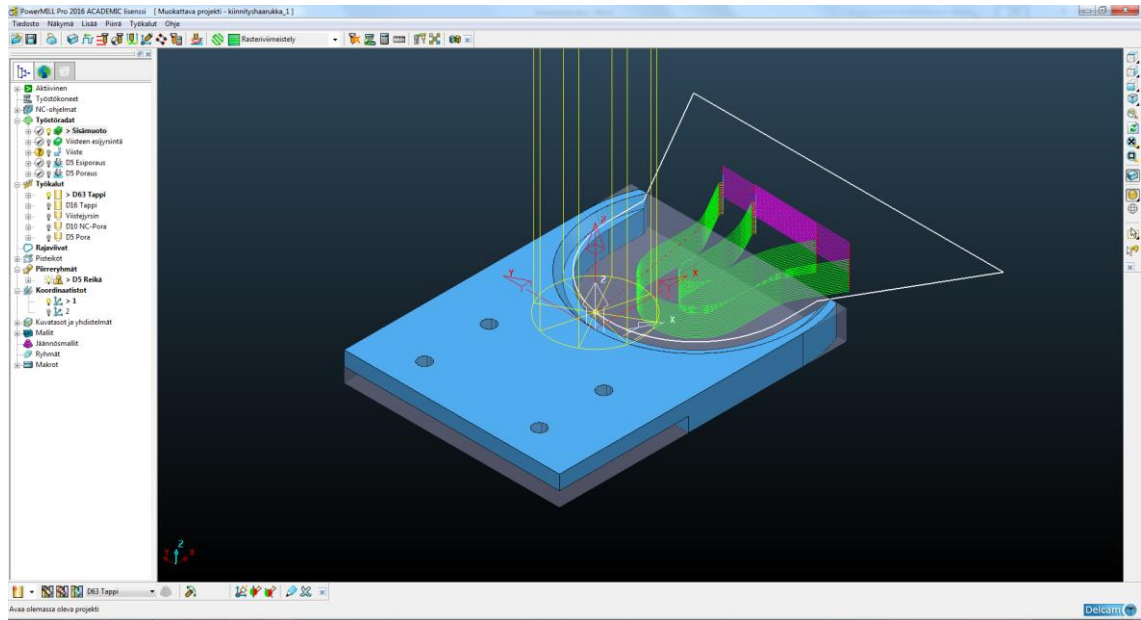 PowerMILL Pro 2016 ACADEMIC lisenssi [ Muokattava projekti - kiinnityshaarukka_1 ]
Tiedosto Näkymä Lisää Piirrä Työkalut Ohje
Rasteriviimeistely
Aktiivinen
Työstökoneet
NC-ohjelmat
Työstöradat
> Sisämuoto
Viisteen esijyrsintä
Viiste
D5 Esiporaus
D5 Poraus
Työkalut
> D63 Tappi
D16 Tappi
Viistejyrsin
D10 NC-Pora
D5 Pora
Rajaviivat
Pisteiköt
Piirreryhmät
> D5 Reikä
Koordinaatistot
> 1
2
Kuvatasot ja yhdistelmät
Mallit
Jäännösmallit
Ryhmät
Makrot
Z
Y
X
Z
X
Z
Y
X
D63 Tappi
Avaa olemassa oleva projekti
Delcam